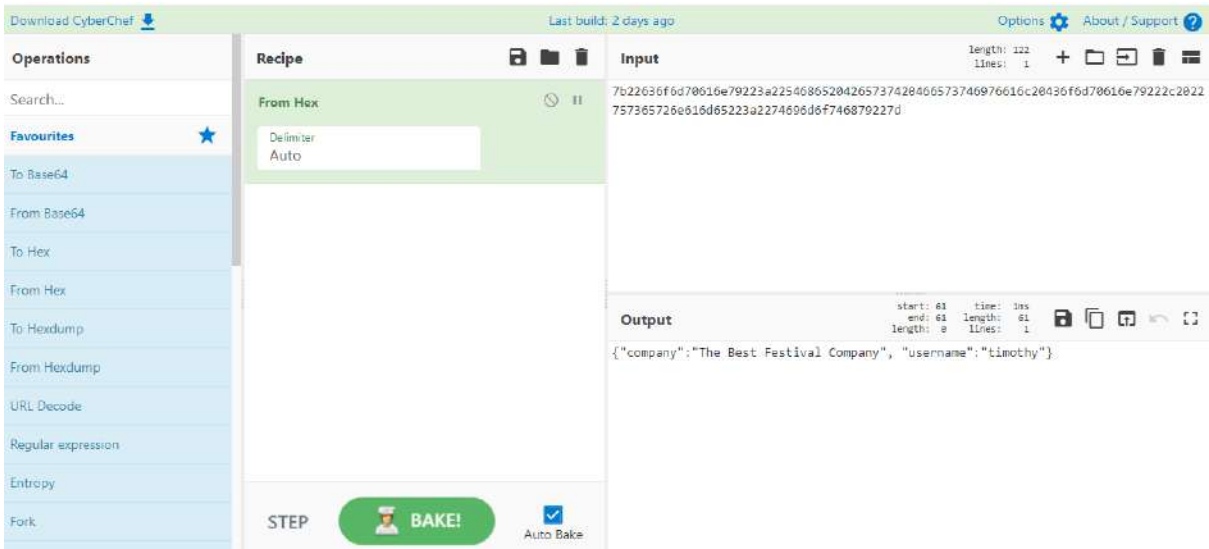 Download CyberChef
Last build: 2 days ago
Options
About / Support
Operations
Search...
Favourites
To Base64
From Base64
To Hex
From Hex
To Hexdump
From Hexdump
URL Decode
Regular expression
Entropy
Fork
Recipe
From Hex
Delimiter
Auto
STEP
BAKE!
Auto Bake
Input
length: 122
lines: 1
7b22636f6d70616e79223a22546865204265737420466573746976616c20436f6d70616e79222c2022
757365726e616d65223a2274696d6f746879227d
Output
start: 61
end: 61
length: 0
time: 1ms
length: 61
lines: 1
{"company":"The Best Festival Company", "username":"timothy"}